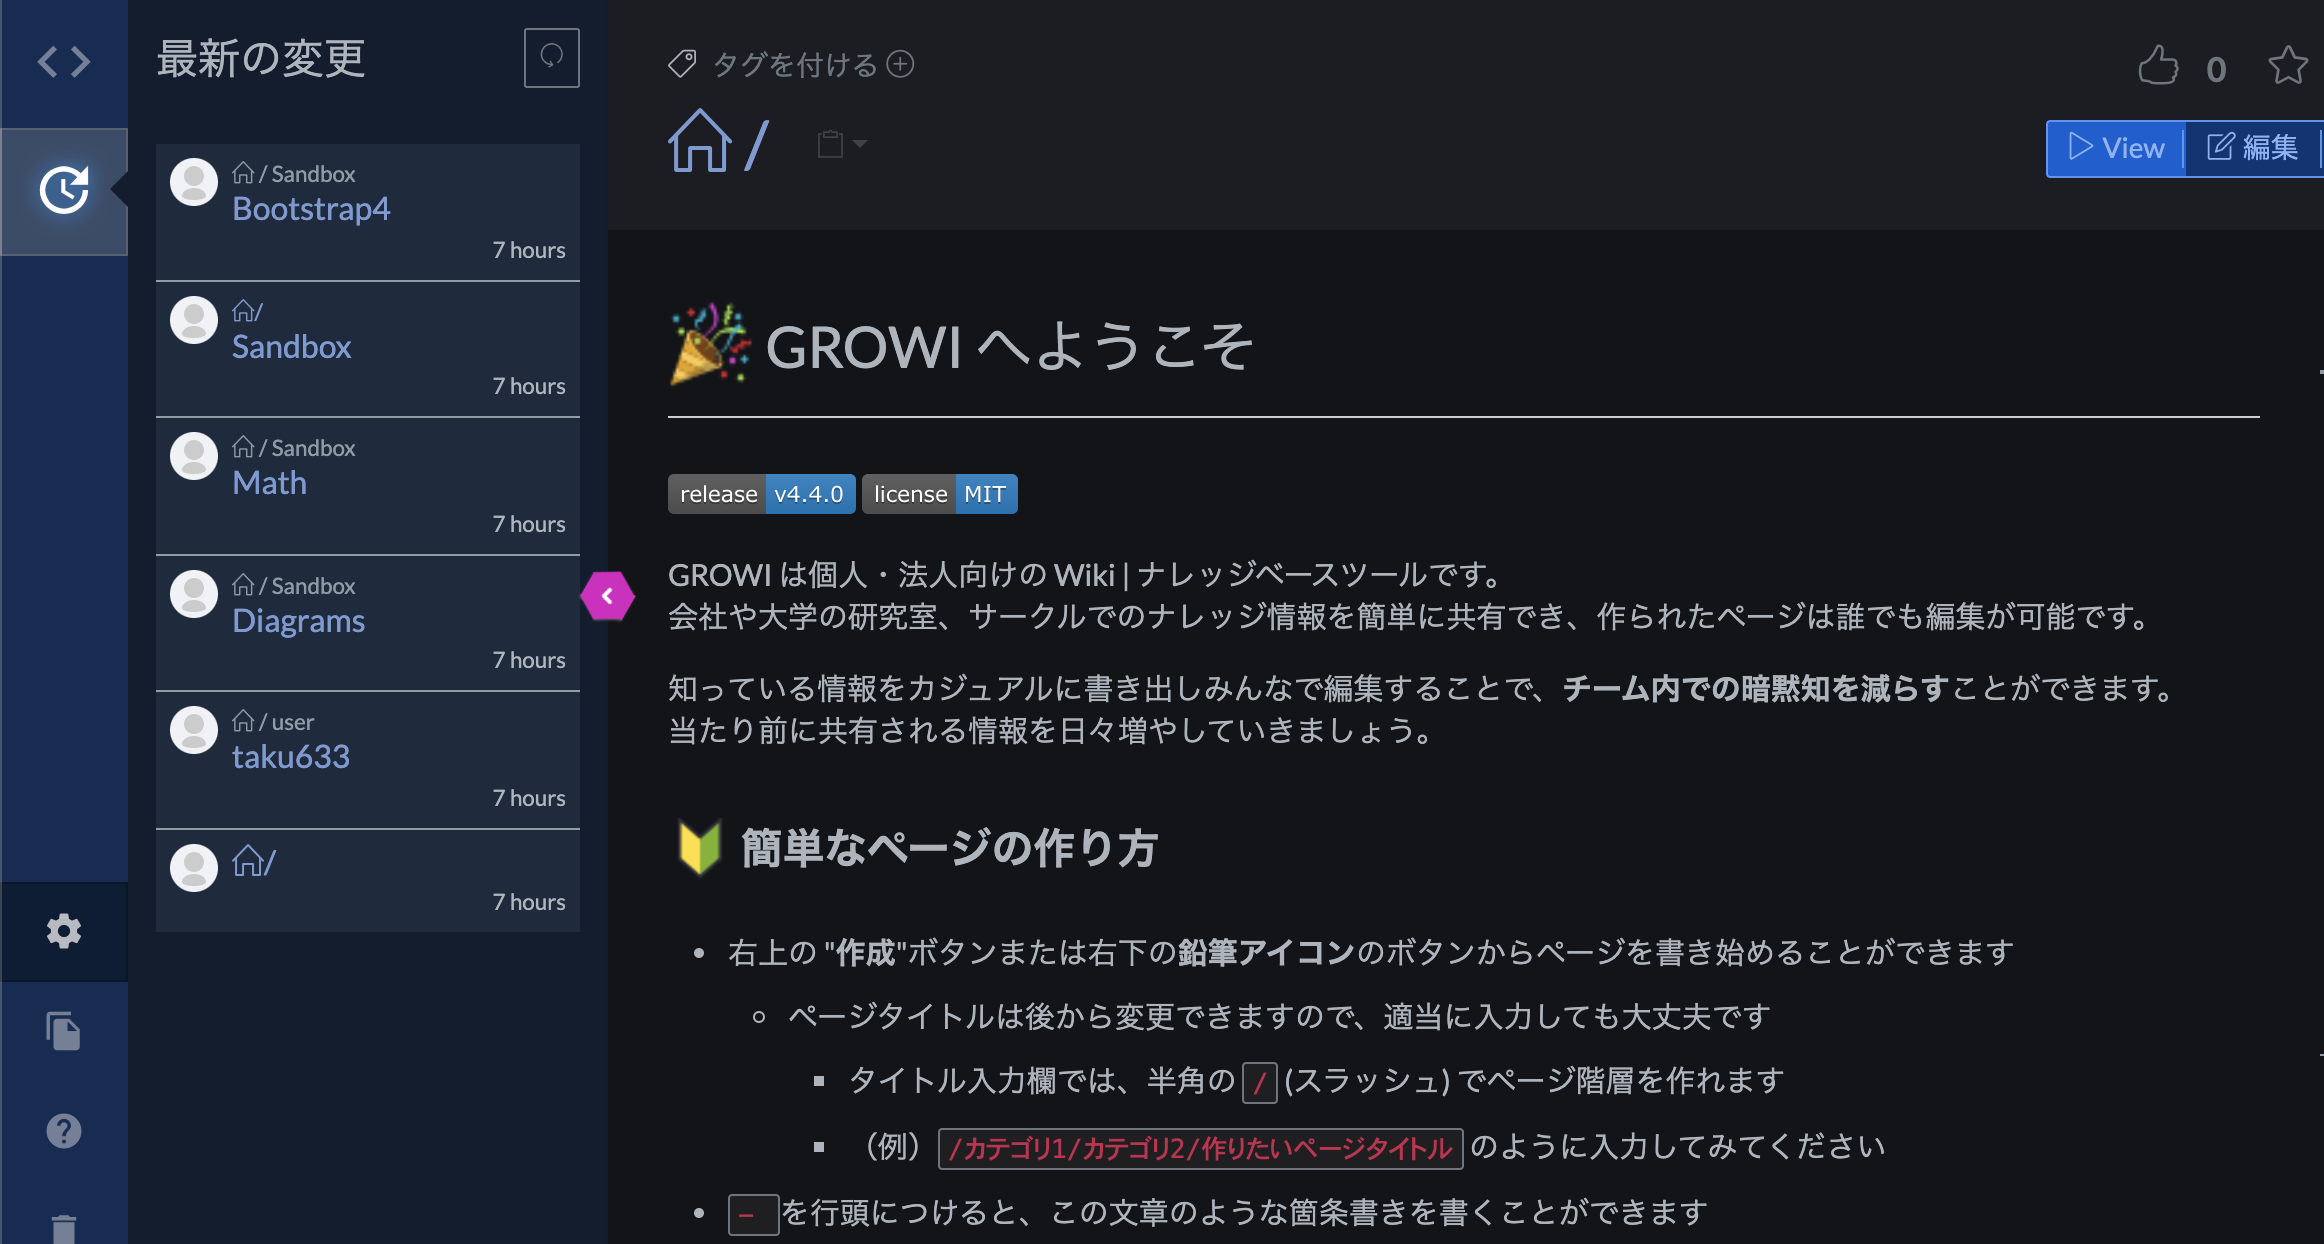 最新の変更
/ Sandbox
Bootstrap4
7 hours
/
Sandbox
7 hours
/ Sandbox
Math
7 hours
/ Sandbox
Diagrams
7 hours
/ user
taku633
7 hours
/
7 hours
タグを付ける
0
/
View 編集
GROWI へようこそ
release v4.4.0 license MIT
GROWI は個人・法人向けの Wiki | ナレッジベースツールです。
会社や大学の研究室、サークルでのナレッジ情報を簡単に共有でき、作られたページは誰でも編集が可能です。
知っている情報をカジュアルに書き出しみんなで編集することで、チーム内での暗黙知を減らすことができます。
当たり前に共有される情報を日々増やしていきましょう。
簡単なページの作り方
• 右上の "作成"ボタンまたは右下の鉛筆アイコンのボタンからページを書き始めることができます
○ ページタイトルは後から変更できますので、適当に入力しても大丈夫です
▪ タイトル入力欄では、半角の / (スラッシュ) でページ階層を作れます
▪ （例） /カテゴリ1/カテゴリ2/作りたいページタイトル のように入力してみてください
• - を行頭につけると、この文章のような箇条書きを書くことができます